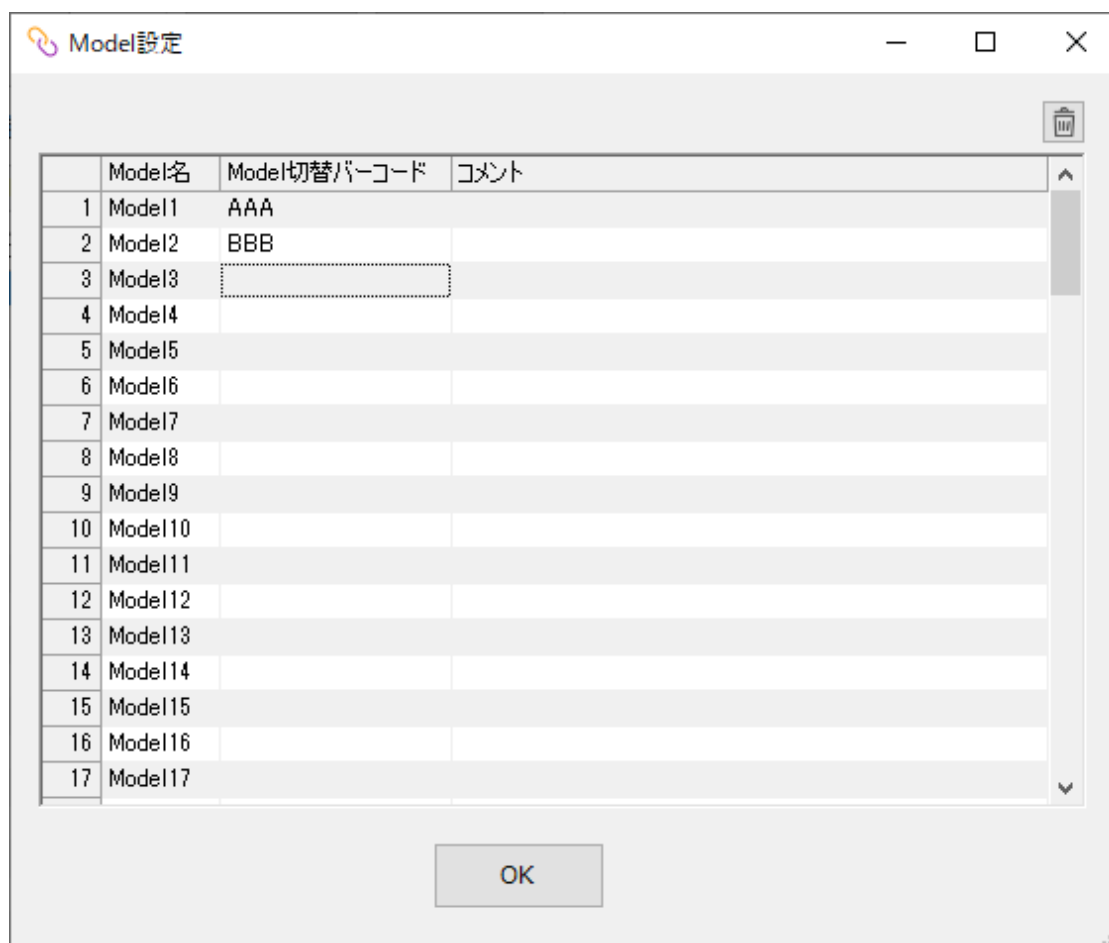 Model設定
Model名 Model切替バーコード コメント
1 Model1 AAA
2 Model2 BBB
3 Model3
4 Model4
5 Model5
6 Model6
7 Model7
8 Model8
9 Model9
10 Model10
11 Model11
12 Model12
13 Model13
14 Model14
15 Model15
16 Model16
17 Model17
OK